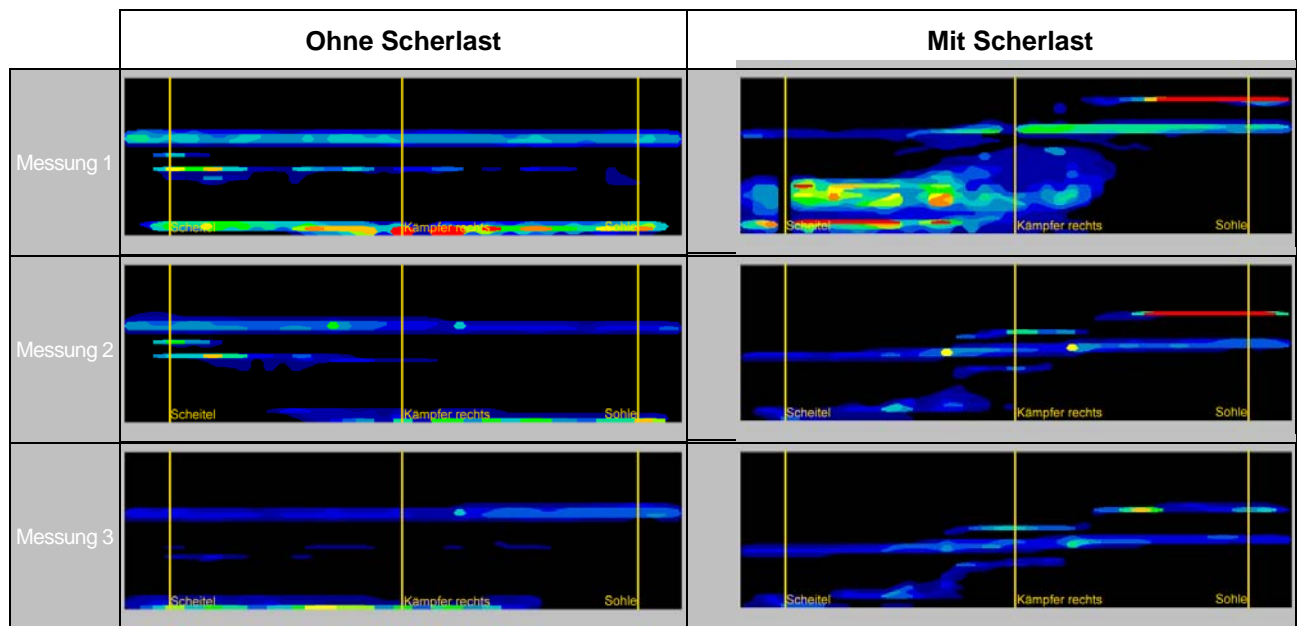 Ohne Scherlast Mit Scherlast
Messung 1
Scheitel Kämpfer rechts Sohle Scheitel Kämpfer rechts Sohle
Messung 2
Scheitel Kämpfer rechts Sohle Scheitel Kämpfer rechts Sohle
Messung 3
Scheitel Kämpfer rechts Sohle Scheitel Kämpfer rechts Sohle